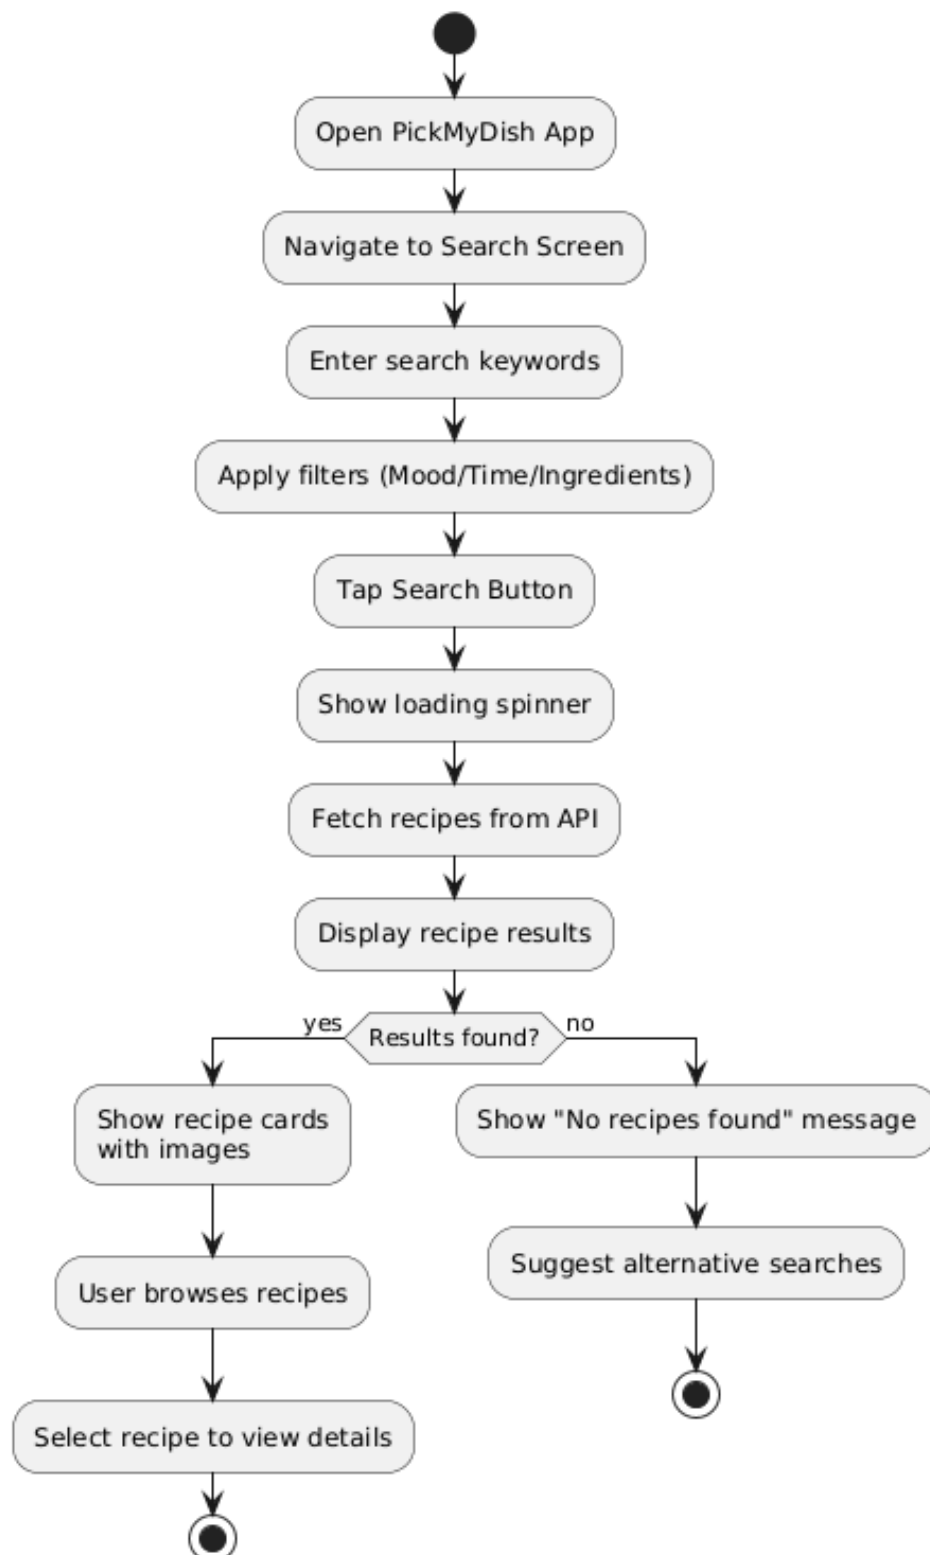 Open PickMyDish App
Navigate to Search Screen
Enter search keywords
Apply filters (Mood/Time/Ingredients)
Tap Search Button
Show loading spinner
Fetch recipes from API
Display recipe results
yes
Results found?
no
Show recipe cards
with images
Show "No recipes found" message
User browses recipes
Suggest alternative searches
Select recipe to view details